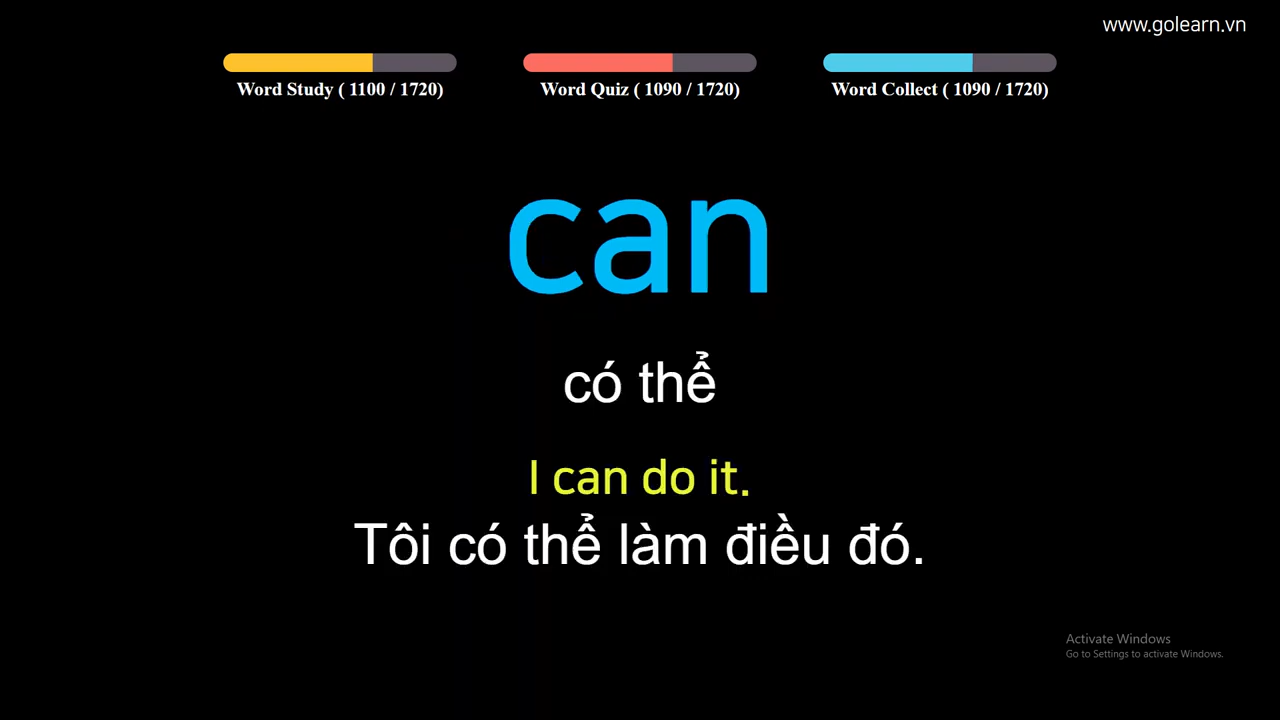 www.golearn.vn
Word Study ( 1100 / 1720)
Word Quiz ( 1090 / 1720)
Word Collect ( 1090 / 1720)
can
có thể
I can do it.
Tôi có thể làm điều đó.
Activate Windows
Go to Settings to activate Windows.